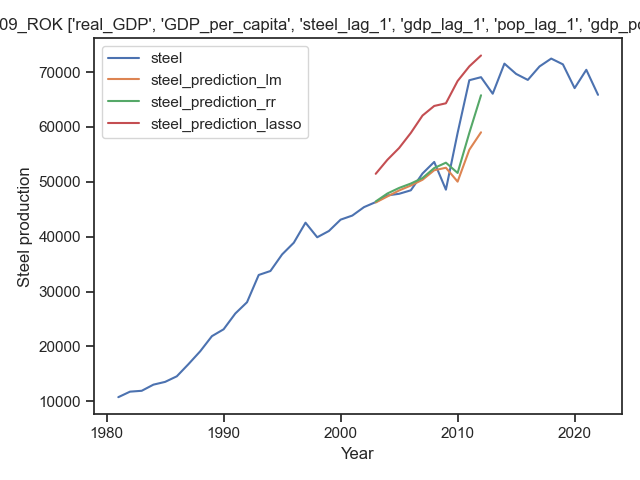 09_ROK ['real_GDP', 'GDP_per_capita', 'steel_lag_1', 'gdp_lag_1', 'pop_lag_1', 'gdp_po
steel
steel_prediction_lm
steel_prediction_rr
steel_prediction_lasso
70000
60000
50000
40000
30000
20000
10000
Steel production
1980
1990
2000
2010
2020
Year